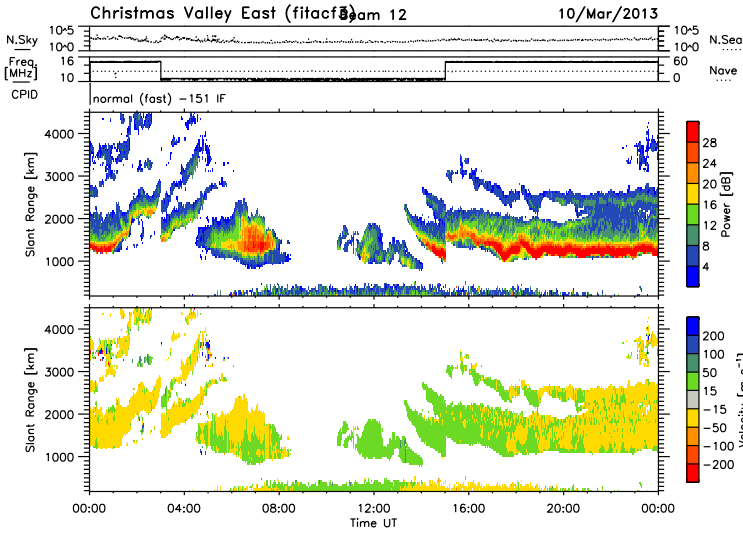 Christmas Valley East (fitacf3) Beam 12 10/Mar/2013
N.Sky 10^5 10^0 10^5 10^0 N.Sea
Freq. [MHz] 16 10 60 0 Nave
CPID normal (fast) -151 IF
Slant Range [km] 4000 3000 2000 1000
28 24 20 16 12 8 4 Power [dB]
Slant Range [km] 4000 3000 2000 1000
200 100 50 15 -15 -50 -100 -200
00:00 04:00 08:00 12:00 16:00 20:00 00:00
Time UT